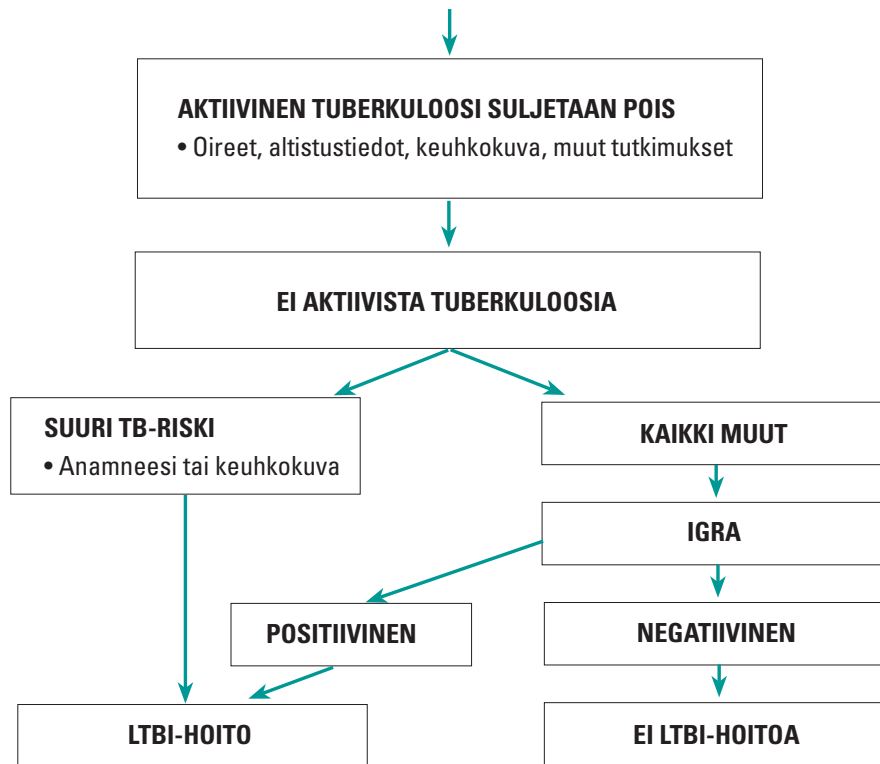 AKTIIVINEN TUBERKULOOSI SULJETAAN POIS
• Oireet, altistustiedot, keuhkokuva, muut tutkimukset
EI AKTIIVISTA TUBERKULOOSIA
SUURI TB-RISKI
• Anamneesi tai keuhkokuva
KAIKKI MUUT
IGRA
POSITIIVINEN
NEGATIIVINEN
LTBI-HOITO
EI LTBI-HOITOA